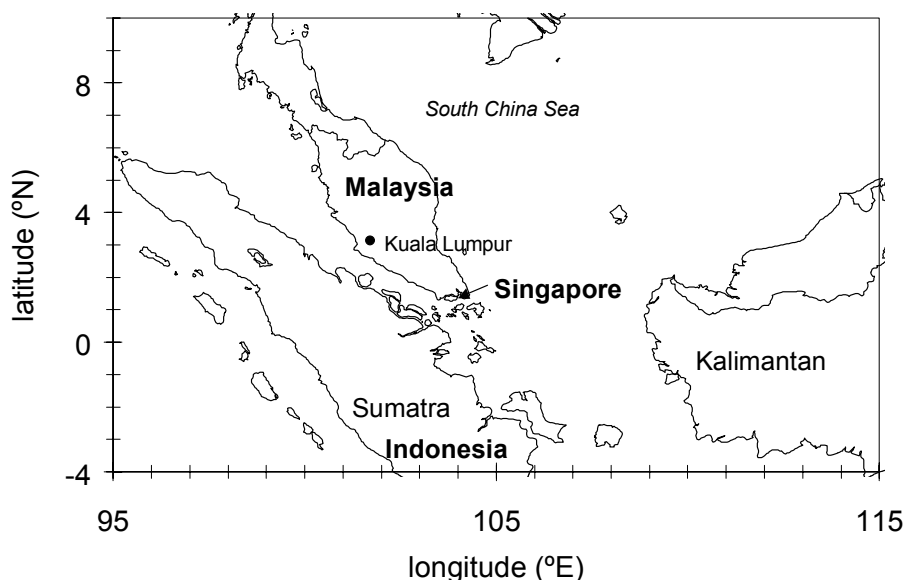 8
South China Sea
Malaysia
4
Kuala Lumpur
Singapore
latitude (ºN)
0
Kalimantan
Sumatra
Indonesia
-4
95
105
115
longitude (ºE)